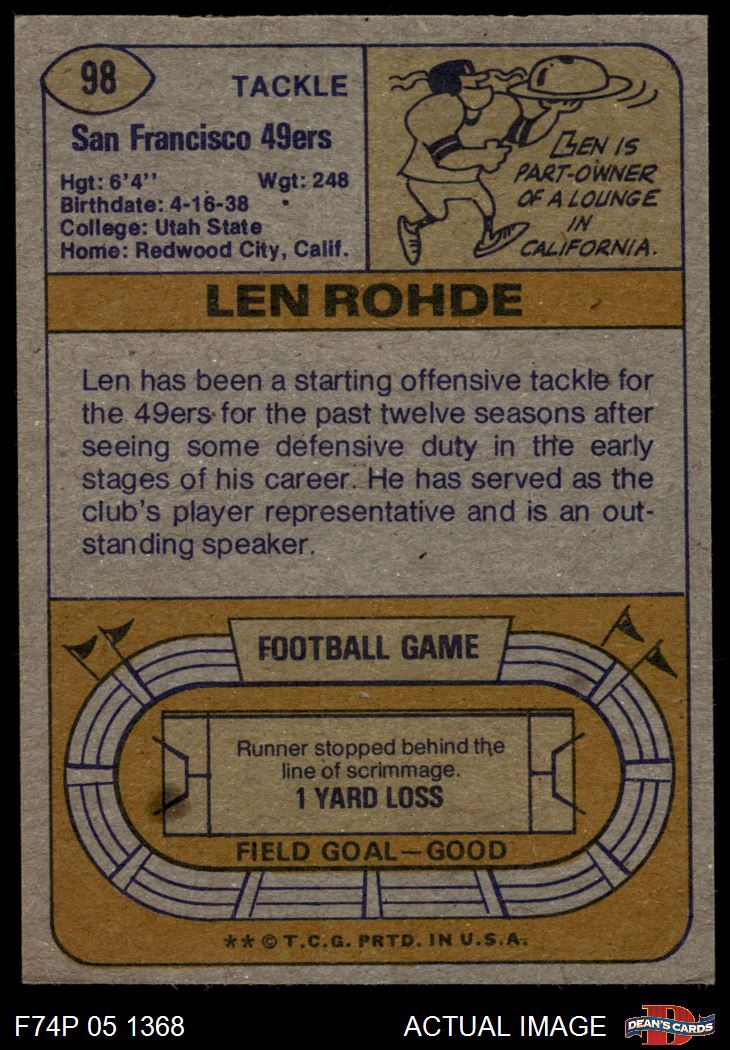 98
TACKLE
San Francisco 49ers
Hgt: 6'4'' Wgt: 248
Birthdate: 4-16-38
College: Utah State
Home: Redwood City, Calif.
LEN IS
PART-OWNER
OF A LOUNGE
IN
CALIFORNIA.
LEN ROHDE
Len has been a starting offensive tackle for
the 49ers for the past twelve seasons after
seeing some defensive duty in the early
stages of his career. He has served as the
club's player representative and is an out-
standing speaker.
FOOTBALL GAME
Runner stopped behind the
line of scrimmage.
1 YARD LOSS
FIELD GOAL—GOOD
** © T.C.G. PRTD. IN U.S.A.
F74P 05 1368 ACTUAL IMAGE
D
DEAN'S CARDS